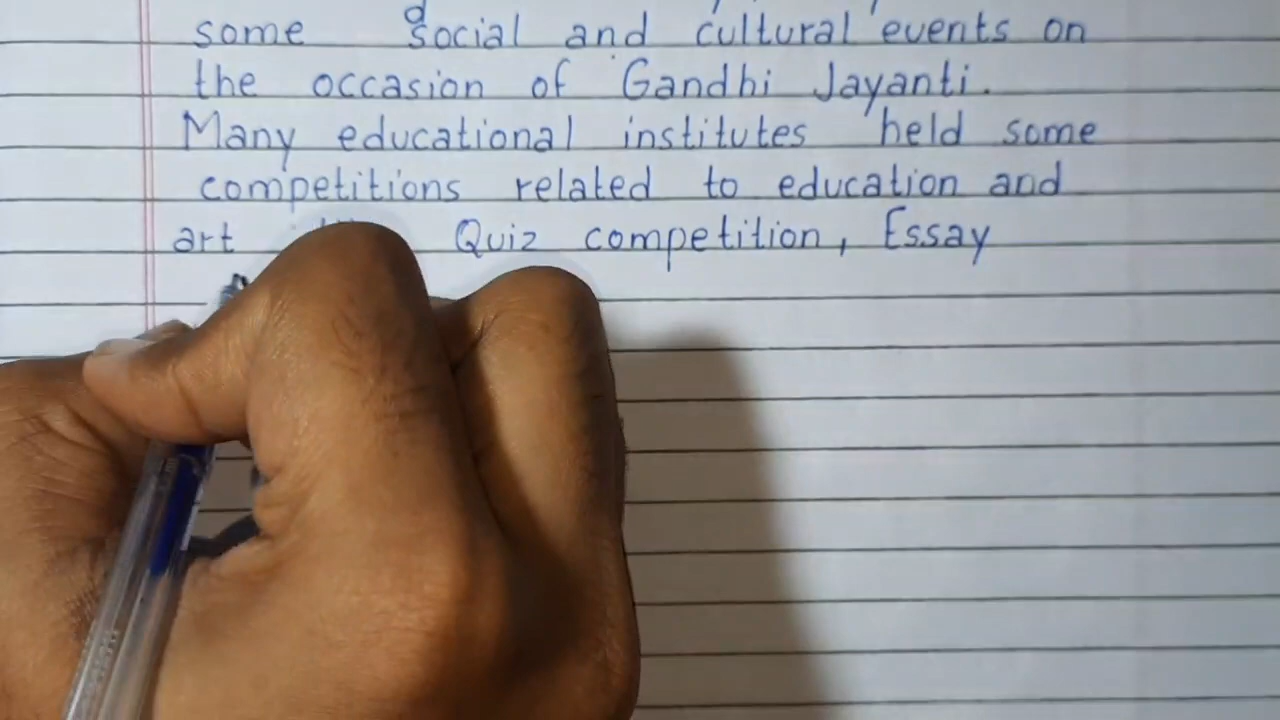 some social and cultural events on
the occasion of Gandhi Jayanti.
Many educational institutes held some
competitions related to education and
art Quiz competition, Essay